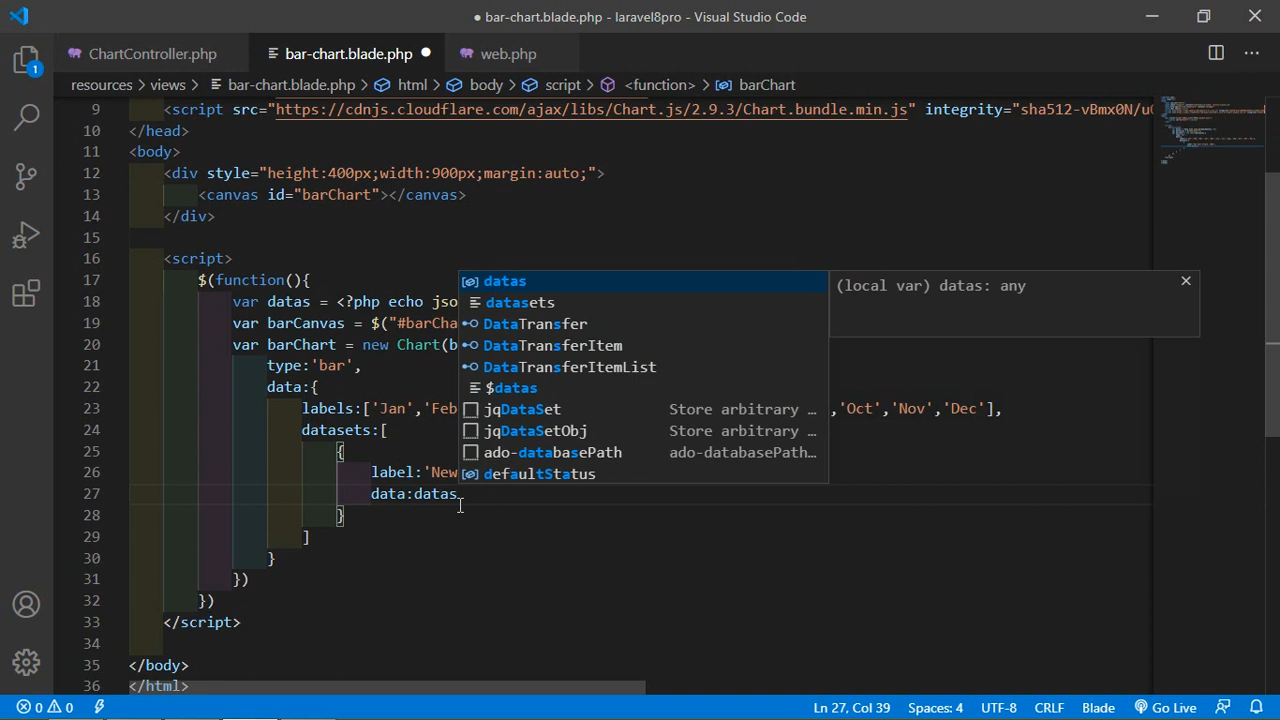 ● bar-chart.blade.php - laravel8pro - Visual Studio Code
ChartController.php
bar-chart.blade.php ●
web.php
resources > views > bar-chart.blade.php > html > body > script > <function> > barChart
9 <script src="https://cdnjs.cloudflare.com/ajax/libs/Chart.js/2.9.3/Chart.bundle.min.js" integrity="sha512-vBmx0N/uQ
10 </head>
11 <body>
12 <div style="height:400px;width:900px;margin:auto;">
13 <canvas id="barChart"></canvas>
14 </div>
15
16 <script>
17 $(function(){
18 var datas = <?php echo jso
19 var barCanvas = $("#barCha
20 var barChart = new Chart(b
21 type:'bar',
22 data:{
23 labels:['Jan','Feb ,'Oct','Nov','Dec'],
24 datasets:[
25 {
26 label:'New
27 data:datas
28 }
29 ]
30 }
31 })
32 })
33 </script>
34
35 </body>
36 </html>
datas
datasets
DataTransfer
DataTransferItem
DataTransferItemList
$datas
jqDataSet Store arbitrary …
jqDataSetObj Store arbitrary …
ado-databasePath ado-databasePath…
defaultStatus
(local var) datas: any
1
0 0 Ln 27, Col 39 Spaces: 4 UTF-8 CRLF Blade Go Live